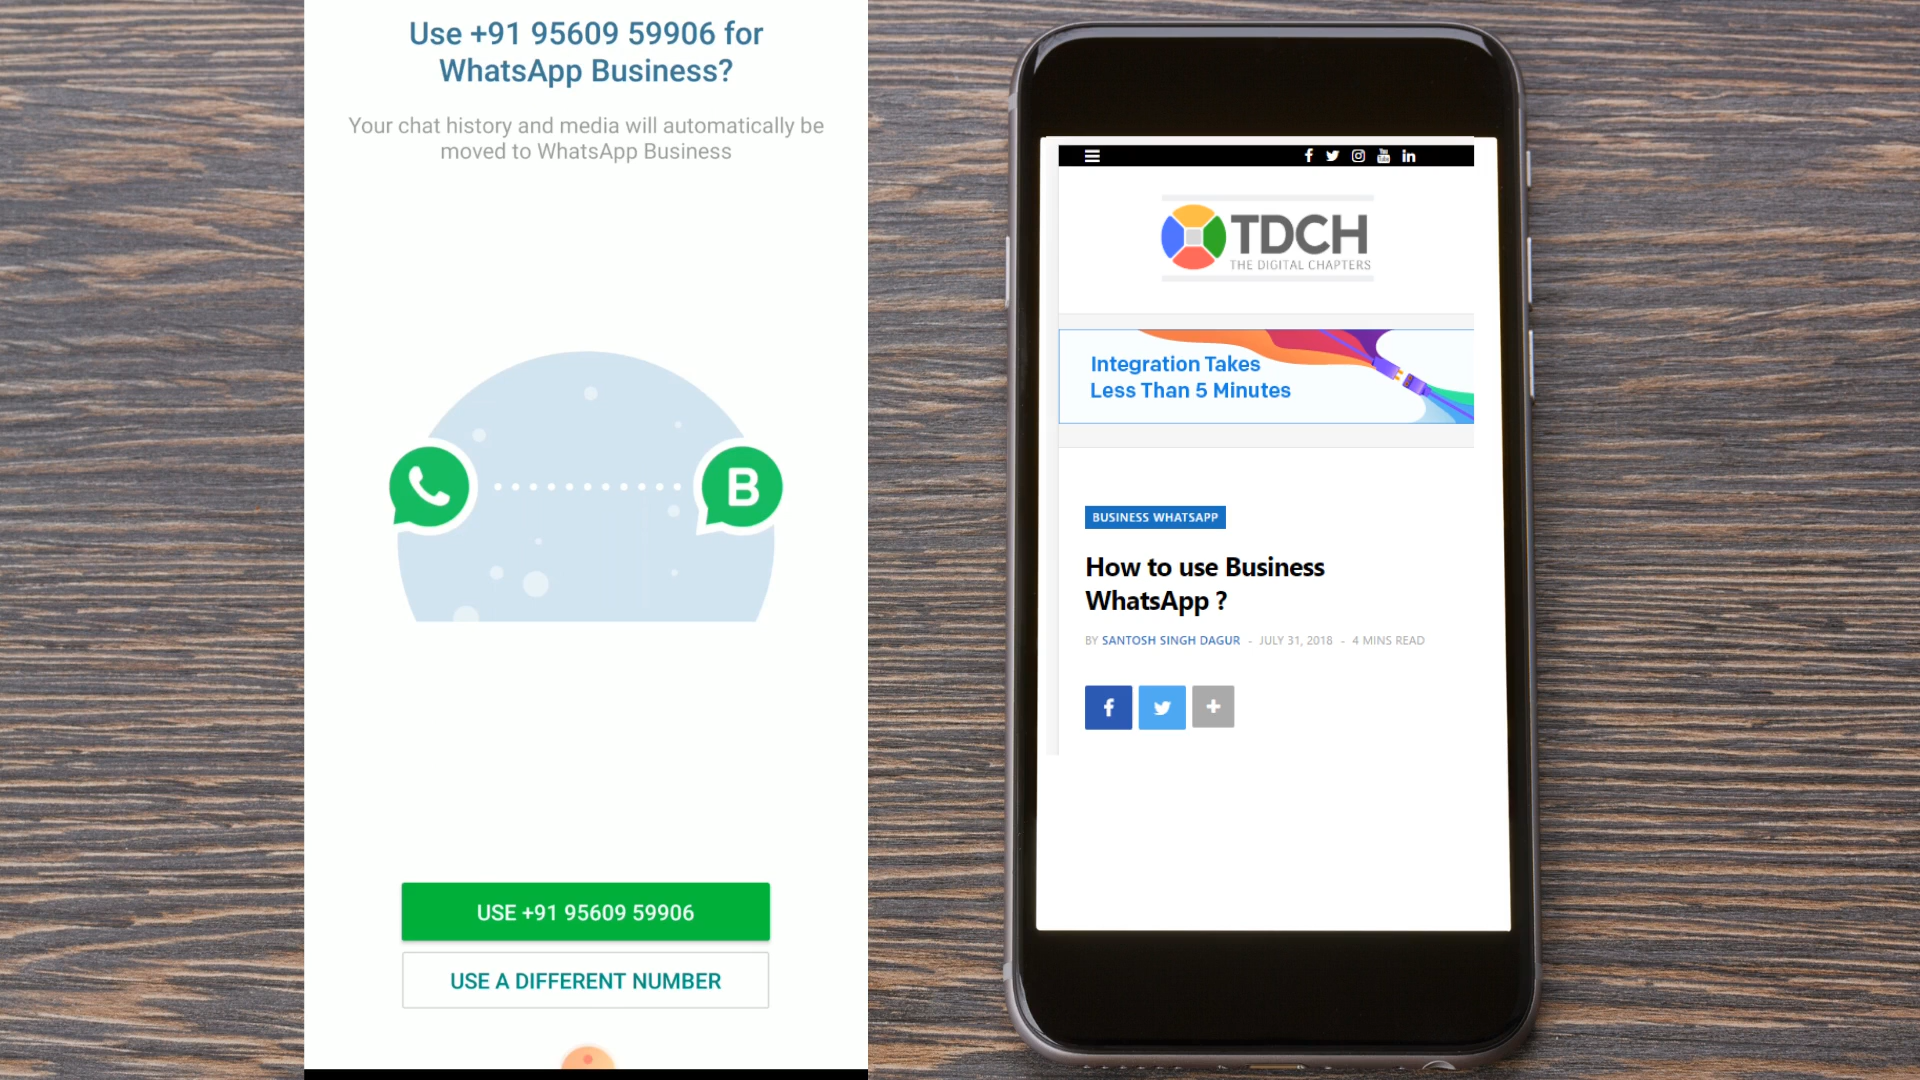 Use +91 95609 59906 for
WhatsApp Business?
Your chat history and media will automatically be
moved to WhatsApp Business
B
USE +91 95609 59906
USE A DIFFERENT NUMBER
TDCH
THE DIGITAL CHAPTERS
Integration Takes
Less Than 5 Minutes
BUSINESS WHATSAPP
How to use Business
WhatsApp ?
BY SANTOSH SINGH DAGUR - JULY 31, 2018 - 4 MINS READ